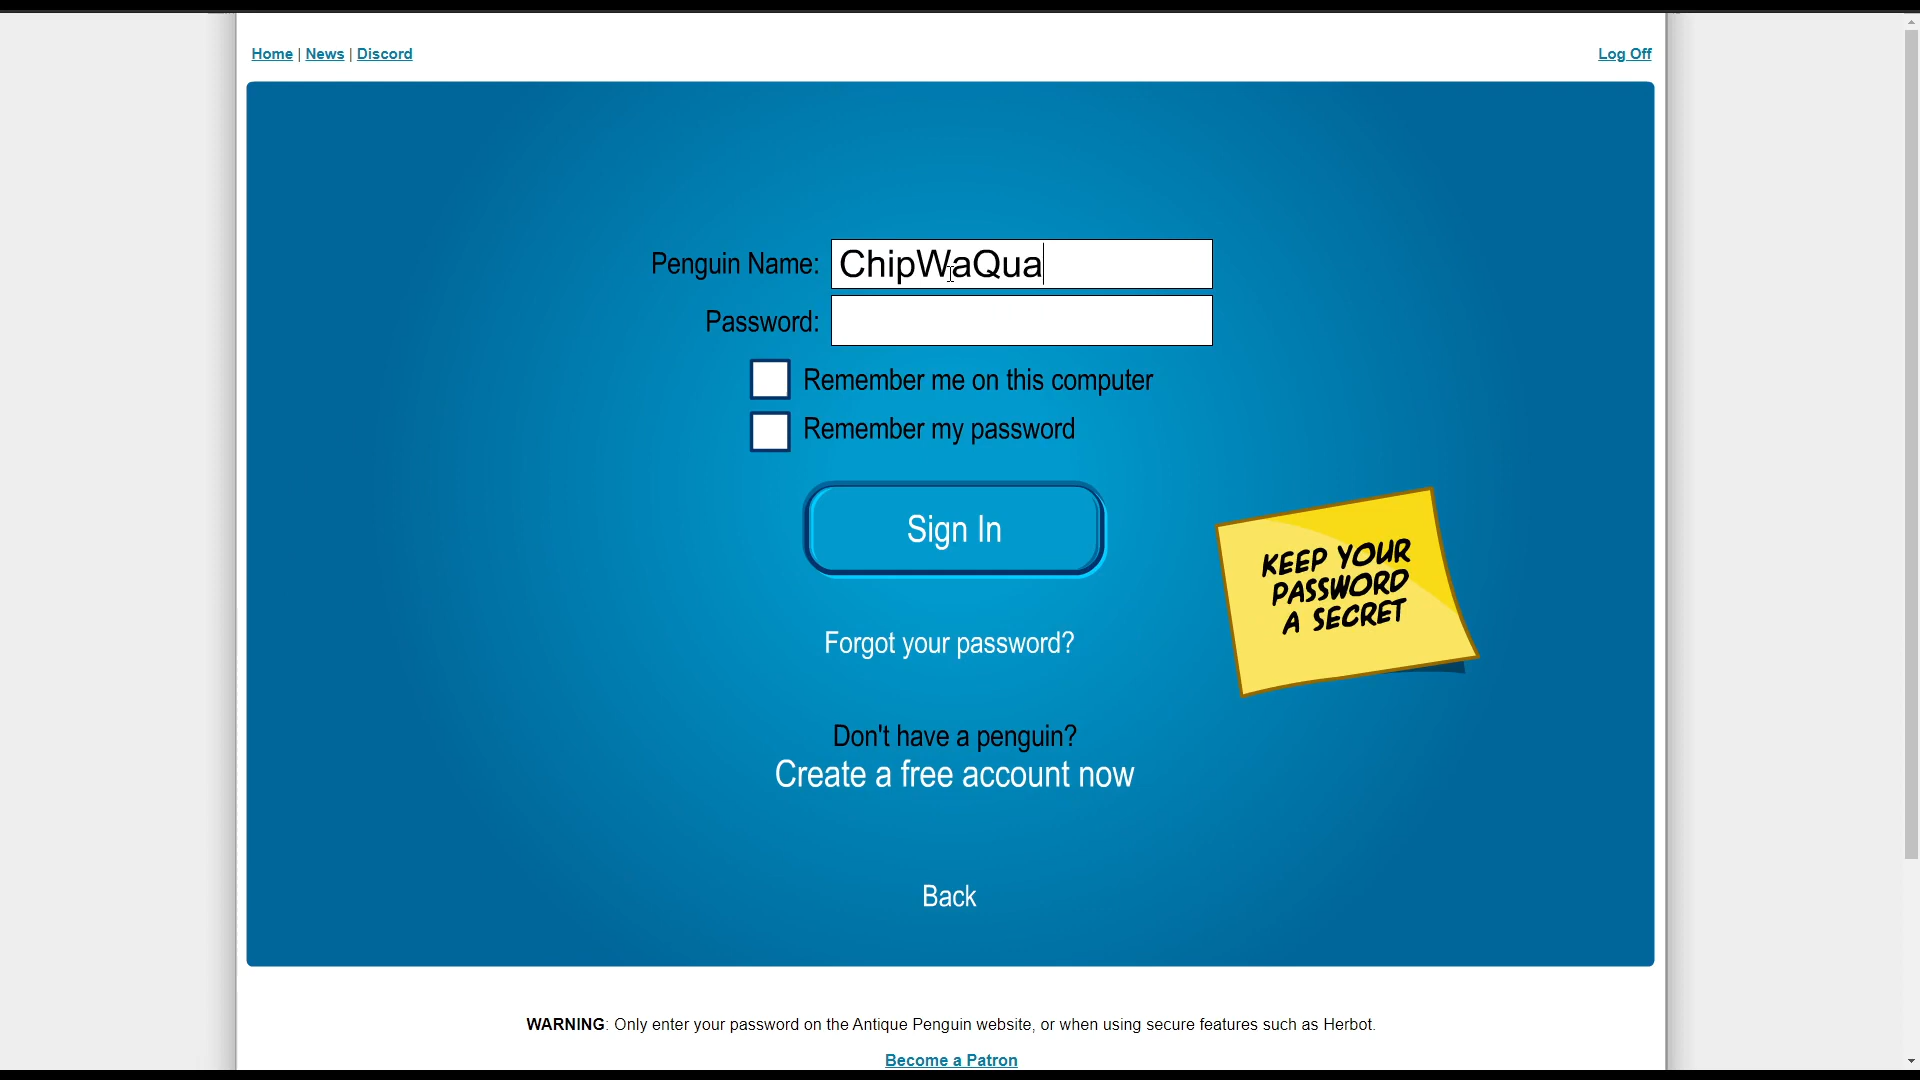 Home | News | Discord
Log Off
Penguin Name: ChipWaQua
Password:
Remember me on this computer
Remember my password
Sign In
KEEP YOUR
PASSWORD
A SECRET
Forgot your password?
Don't have a penguin?
Create a free account now
Back
WARNING: Only enter your password on the Antique Penguin website, or when using secure features such as Herbot.
Become a Patron